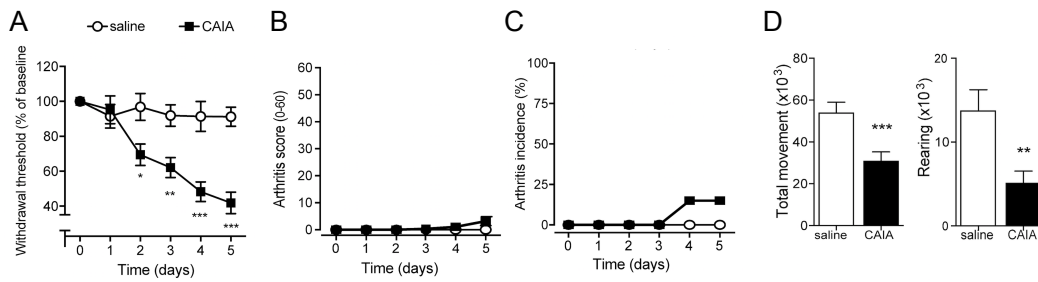 A
saline
CAIA
Withdrawal threshold (% of baseline
120
100
80
60
40
*
**
***
***
0 1 2 3 4 5
Time (days)
B
Arthritis score (0-60)
60
50
40
30
20
10
0
0 1 2 3 4 5
Time (days)
C
Arthritis incidence (%)
100
75
50
25
0
0 1 2 3 4 5
Time (days)
D
Total movement (x10³)
80
60
40
20
0
***
saline CAIA
Rearing (x10³)
20
10
0
**
saline CAIA